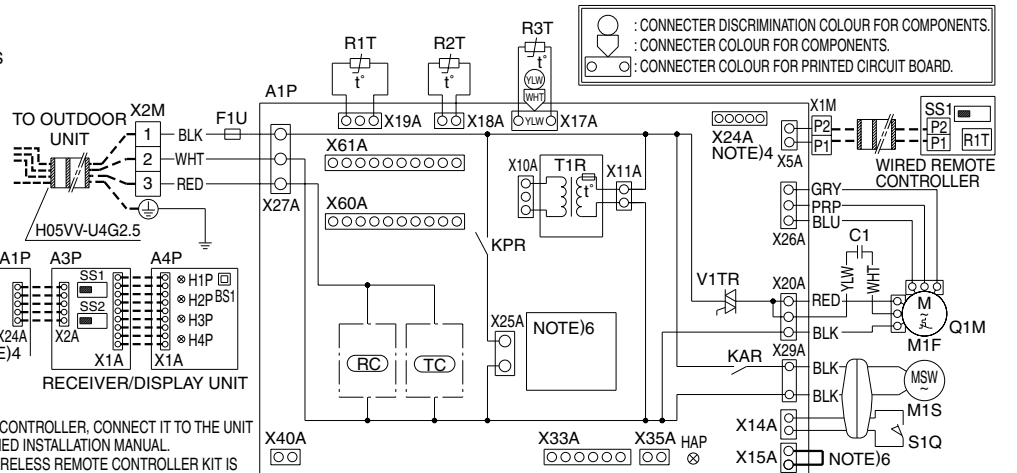 : CONNECTER DISCRIMINATION COLOUR FOR COMPONENTS.
: CONNECTER COLOUR FOR COMPONENTS.
: CONNECTER COLOUR FOR PRINTED CIRCUIT BOARD.
S
R1T
R2T
R3T
t°
t°
t°
YLW
WHT
YLW
A1P
X19A
X18A
X17A
X24A
NOTE)4
X1M
P2
P1
X5A
SS1
P2
P1
R1T
WIRED REMOTE
CONTROLLER
TO OUTDOOR
UNIT
X2M
F1U
1
BLK
2
WHT
3
RED
X27A
H05VV-U4G2.5
X61A
X60A
X10A
T1R
t°
X11A
GRY
PRP
BLU
X26A
C1
YLW
WHT
KPR
V1TR
X20A
RED
BLK
M
~
Q1M
M1F
A1P
X24A
E)4
A3P
SS1
SS2
X2A
X1A
A4P
H1P
H2P
BS1
H3P
H4P
X1A
RECEIVER/DISPLAY UNIT
RC
TC
X25A
NOTE)6
KAR
X29A
BLK
BLK
MSW
~
M1S
X14A
S1Q
X15A
NOTE)6
X40A
X33A
X35A
HAP
CONTROLLER, CONNECT IT TO THE UNIT
HED INSTALLATION MANUAL.
RELESS REMOTE CONTROLLER KIT IS